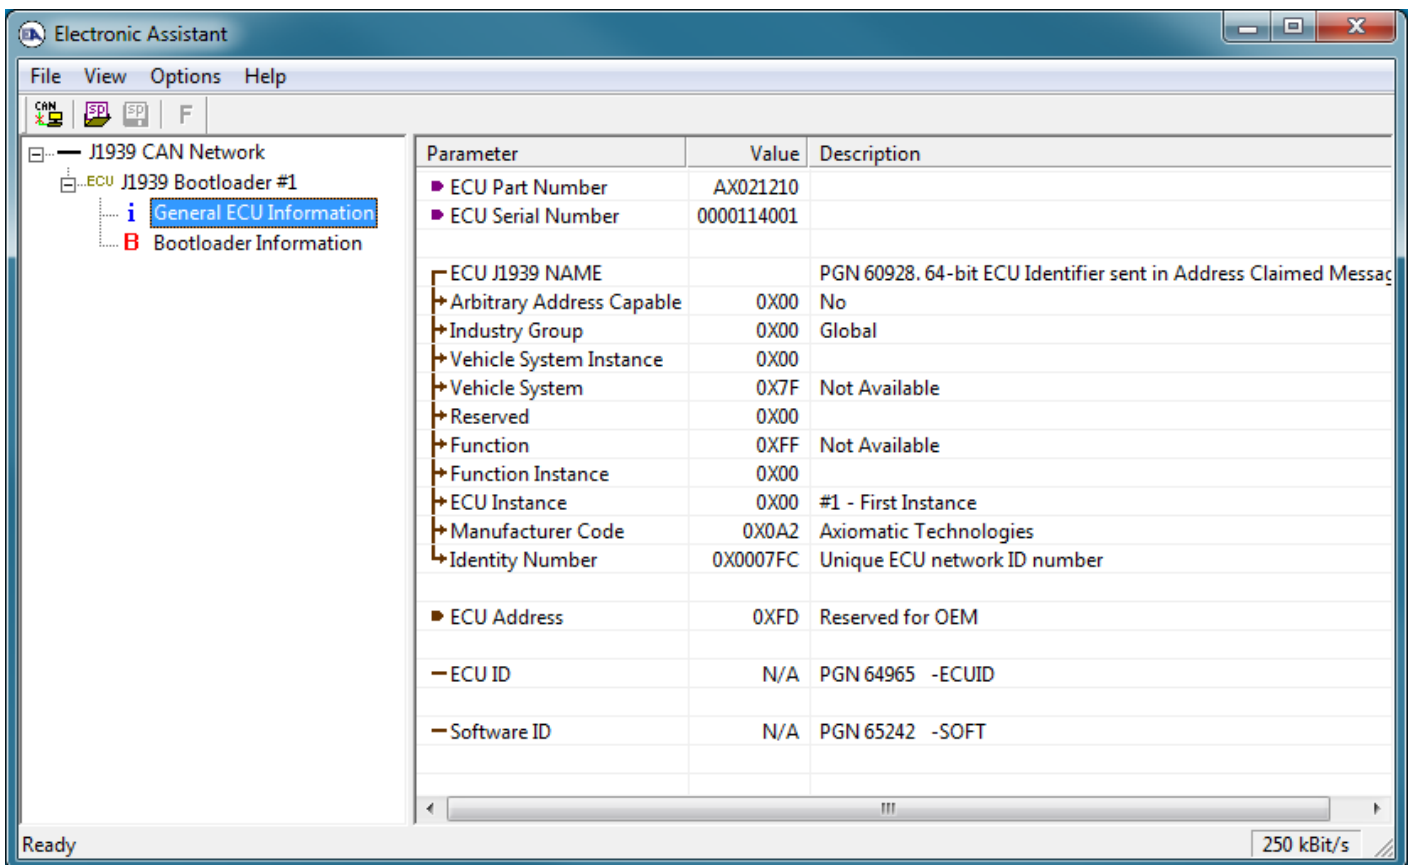 Electronic Assistant
File View Options Help
CAN SP SP F
J1939 CAN Network
ECU J1939 Bootloader #1
i General ECU Information
B Bootloader Information
Parameter Value Description
ECU Part Number AX021210
ECU Serial Number 0000114001
ECU J1939 NAME PGN 60928. 64-bit ECU Identifier sent in Address Claimed Messag
Arbitrary Address Capable 0X00 No
Industry Group 0X00 Global
Vehicle System Instance 0X00
Vehicle System 0X7F Not Available
Reserved 0X00
Function 0XFF Not Available
Function Instance 0X00
ECU Instance 0X00 #1 - First Instance
Manufacturer Code 0X0A2 Axiomatic Technologies
Identity Number 0X0007FC Unique ECU network ID number
ECU Address 0XFD Reserved for OEM
ECU ID N/A PGN 64965 -ECUID
Software ID N/A PGN 65242 -SOFT
Ready 250 kBit/s